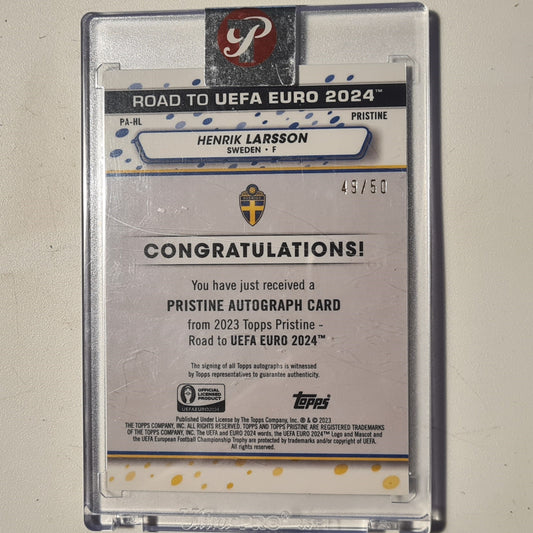 P
ROAD TO UEFA EURO 2024™
PA-HL
PRISTINE
HENRIK LARSSON
SWEDEN • F
49/50
CONGRATULATIONS!
You have just received a
PRISTINE AUTOGRAPH CARD
from 2023 Topps Pristine -
Road to UEFA EURO 2024™
The signing of all Topps autographs is witnessed
by Topps representatives to guarantee authenticity.
OFFICIAL
LICENSED
PRODUCT
UEFAEURO2024
topps
Published Under License by The Topps Company, Inc. ® & © 2023
THE TOPPS COMPANY, INC. ALL RIGHTS RESERVED. TOPPS AND TOPPS PRISTINE ARE REGISTERED TRADEMARKS
OF THE TOPPS COMPANY, INC. The UEFA and EURO 2024 words, the UEFA EURO 2024™ Logo and Mascot and
the UEFA European Football Championship Trophy are protected by trademarks and/or copyright of UEFA.
All rights reserved.